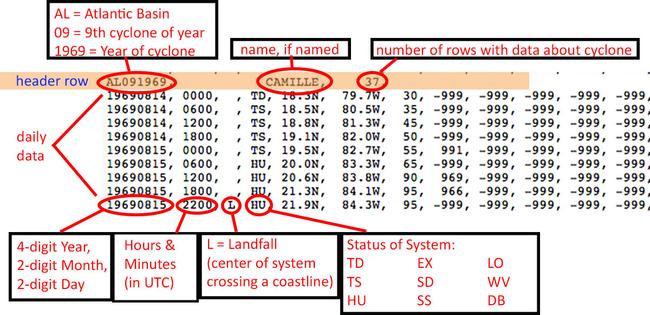 AL = Atlantic Basin
09 = 9th cyclone of year
1969 = Year of cyclone
name, if named
number of rows with data about cyclone
header row
AL091969, CAMILLE, 37,
daily
data
19690814, 0000, , TD, 18.3N, 79.7W, 30, -999, -999, -999, -999, -999,
19690814, 0600, , TS, 18.5N, 80.5W, 35, -999, -999, -999, -999, -999,
19690814, 1200, , TS, 18.8N, 81.3W, 45, -999, -999, -999, -999, -999,
19690814, 1800, , TS, 19.1N, 82.0W, 50, -999, -999, -999, -999, -999,
19690815, 0000, , TS, 19.5N, 82.7W, 55, 991, -999, -999, -999, -999,
19690815, 0600, , HU, 20.0N, 83.3W, 65, -999, -999, -999, -999, -999,
19690815, 1200, , HU, 20.6N, 83.8W, 90, 969, -999, -999, -999, -999,
19690815, 1800, , HU, 21.3N, 84.1W, 95, 966, -999, -999, -999, -999,
19690815, 2200, L, HU, 21.9N, 84.3W, 95, -999, -999, -999, -999, -999,
4-digit Year,
2-digit Month,
2-digit Day
Hours &
Minutes
(in UTC)
L = Landfall
(center of system
crossing a coastline)
Status of System:
TD EX LO
TS SD WV
HU SS DB